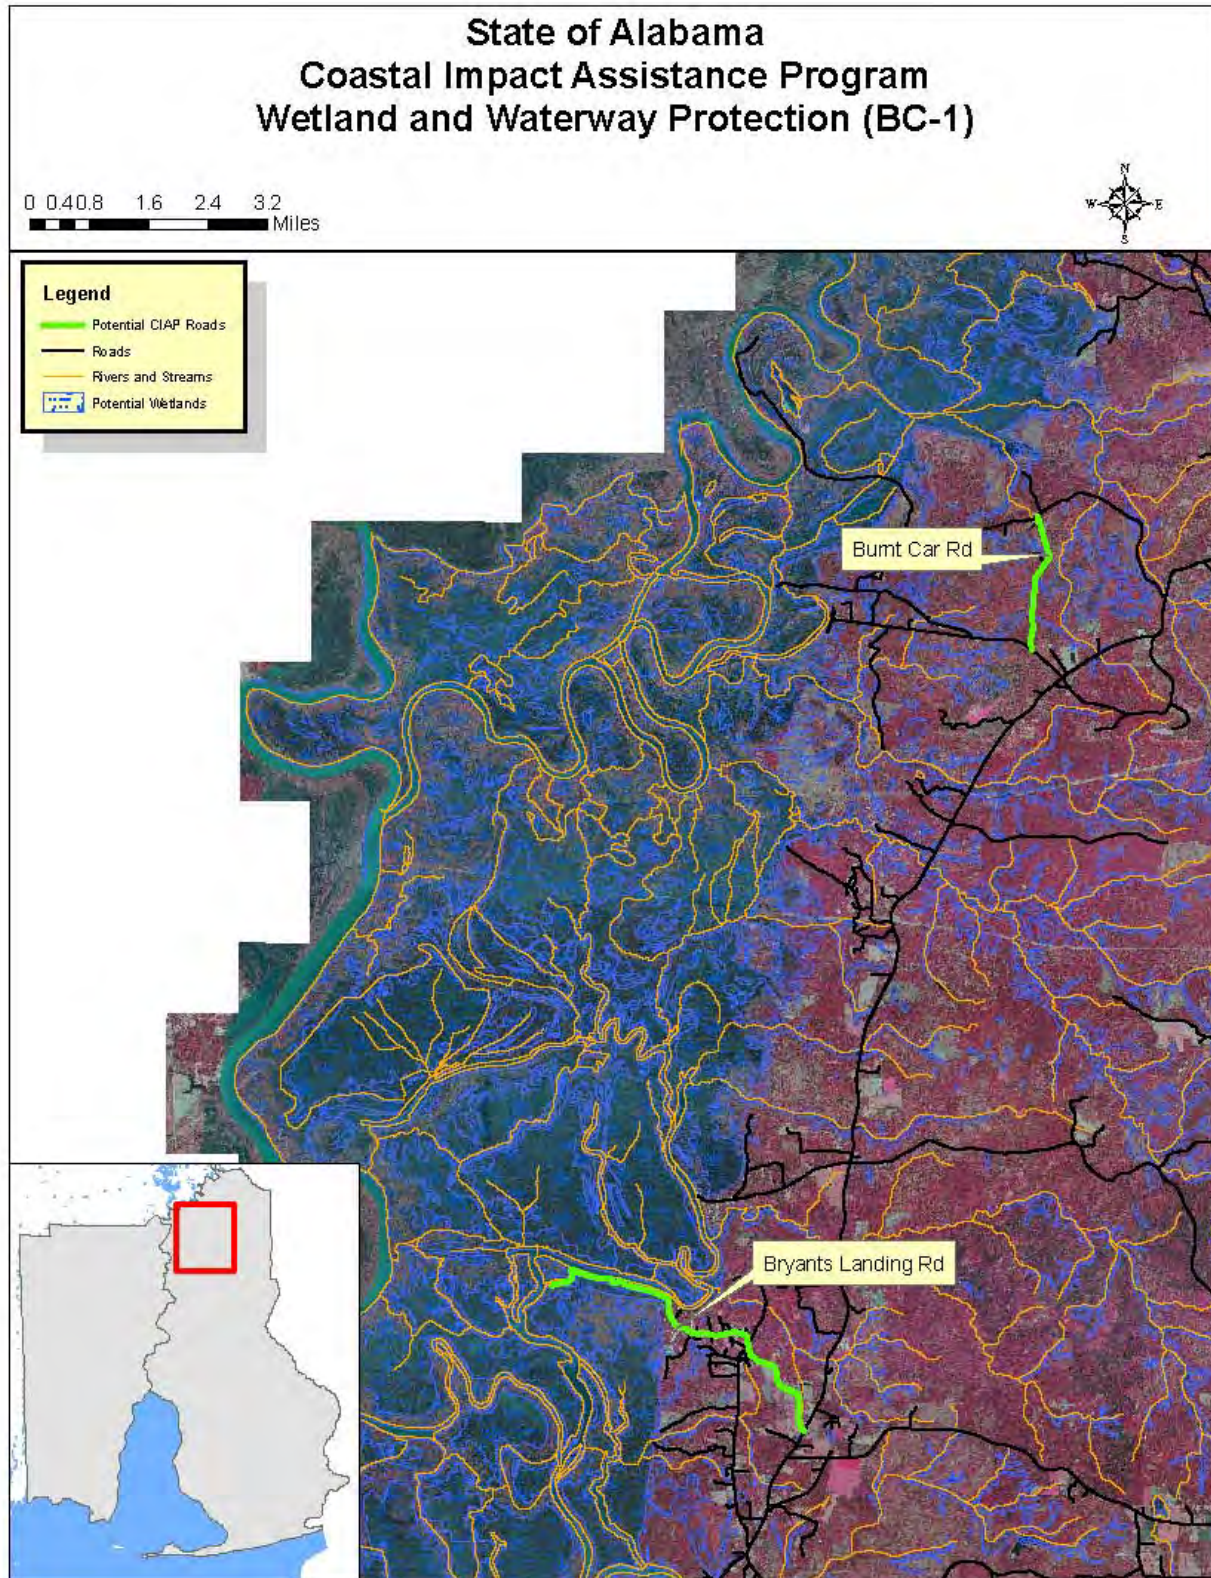 State of Alabama
Coastal Impact Assistance Program
Wetland and Waterway Protection (BC-1)
0 0.40.8 1.6 2.4 3.2
Miles
N
W E
S
Legend
Potential CIAP Roads
Roads
Rivers and Streams
Potential Wetlands
Burnt Car Rd
Bryants Landing Rd